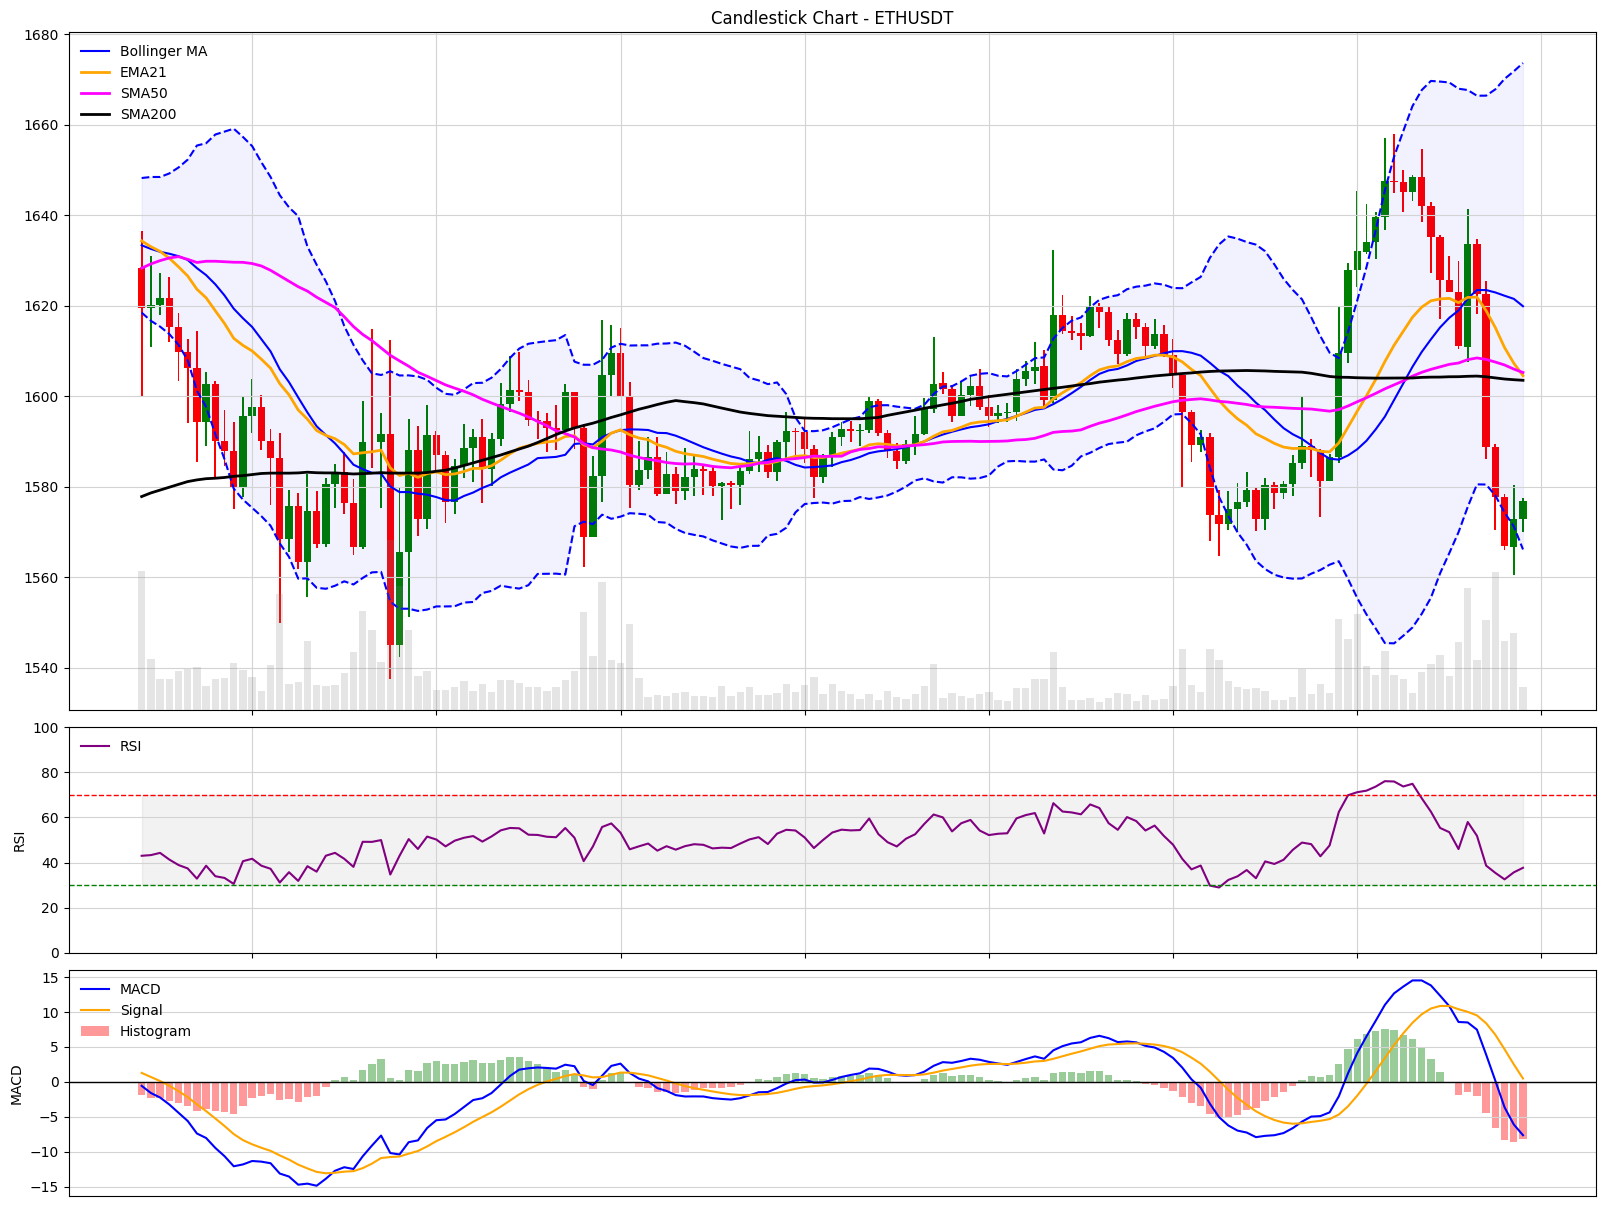 Candlestick Chart - ETHUSDT
1680
1660
1640
1620
1600
1580
1560
1540
Bollinger MA
EMA21
SMA50
SMA200
100
80
60
40
20
0
RSI
RSI
15
10
5
0
−5
−10
−15
MACD
MACD
Signal
Histogram